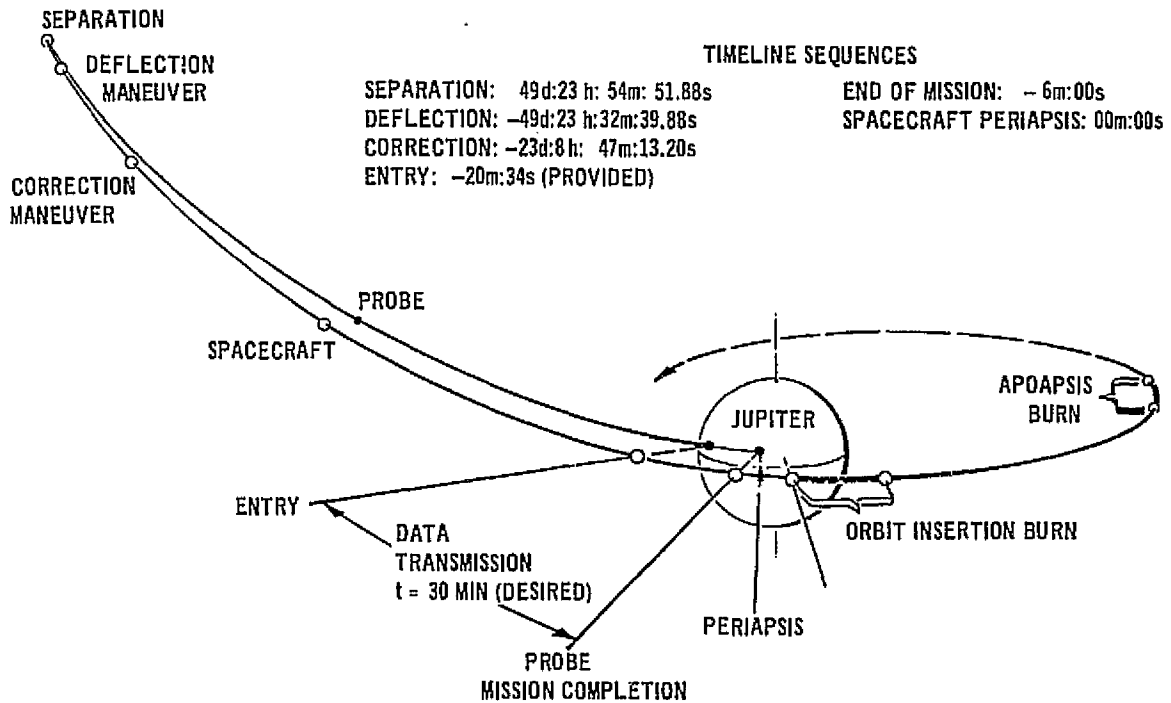 SEPARATION
DEFLECTION
MANEUVER
TIMELINE SEQUENCES
SEPARATION: 49d:23 h: 54m: 51.88s
DEFLECTION: -49d:23 h:32m:39.88s
CORRECTION: -23d:8 h: 47m:13.20s
ENTRY: -20m:34s (PROVIDED)
END OF MISSION: - 6m:00s
SPACECRAFT PERIAPSIS: 00m:00s
CORRECTION
MANEUVER
PROBE
SPACECRAFT
JUPITER
APOAPSIS
BURN
ENTRY
DATA
TRANSMISSION
t = 30 MIN (DESIRED)
ORBIT INSERTION BURN
PERIAPSIS
PROBE
MISSION COMPLETION